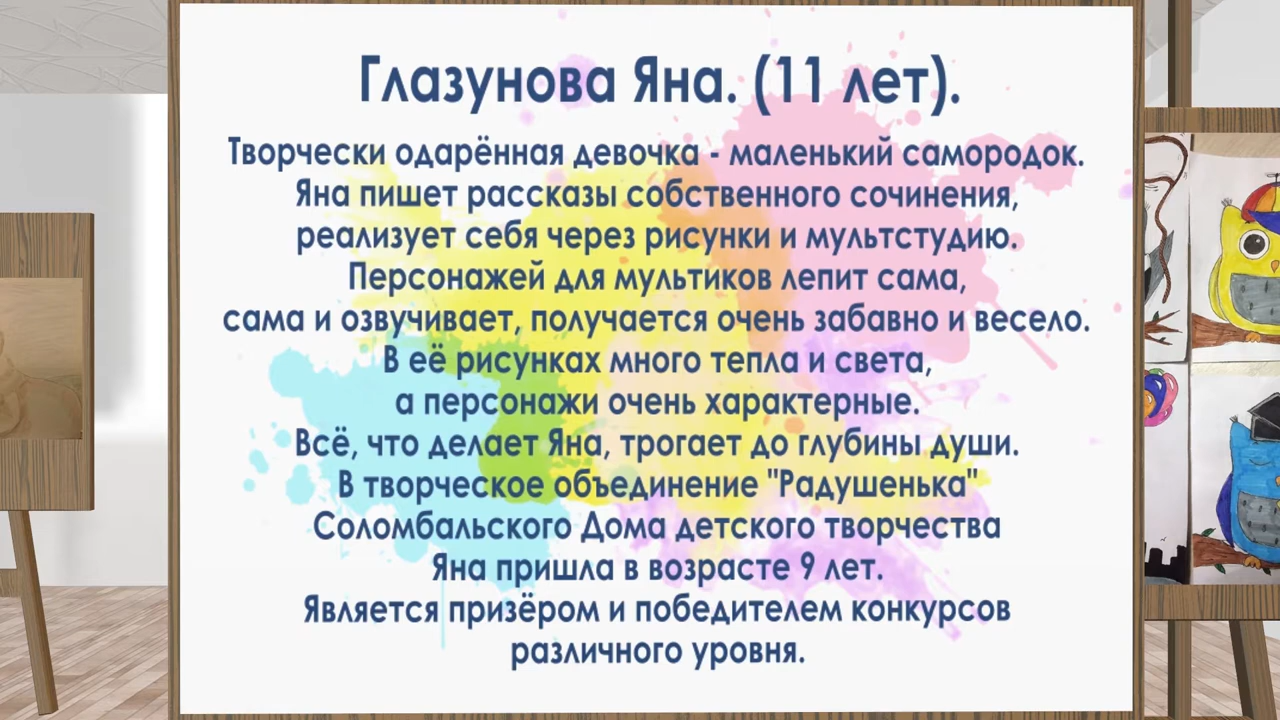 Глазунова Яна. (11 лет).
Творчески одарённая девочка - маленький самородок.
Яна пишет рассказы собственного сочинения,
реализует себя через рисунки и мультстудию.
Персонажей для мультиков лепит сама,
сама и озвучивает, получается очень забавно и весело.
В её рисунках много тепла и света,
а персонажи очень характерные.
Всё, что делает Яна, трогает до глубины души.
В творческое объединение "Радушенька"
Соломбальского Дома детского творчества
Яна пришла в возрасте 9 лет.
Является призёром и победителем конкурсов
различного уровня.